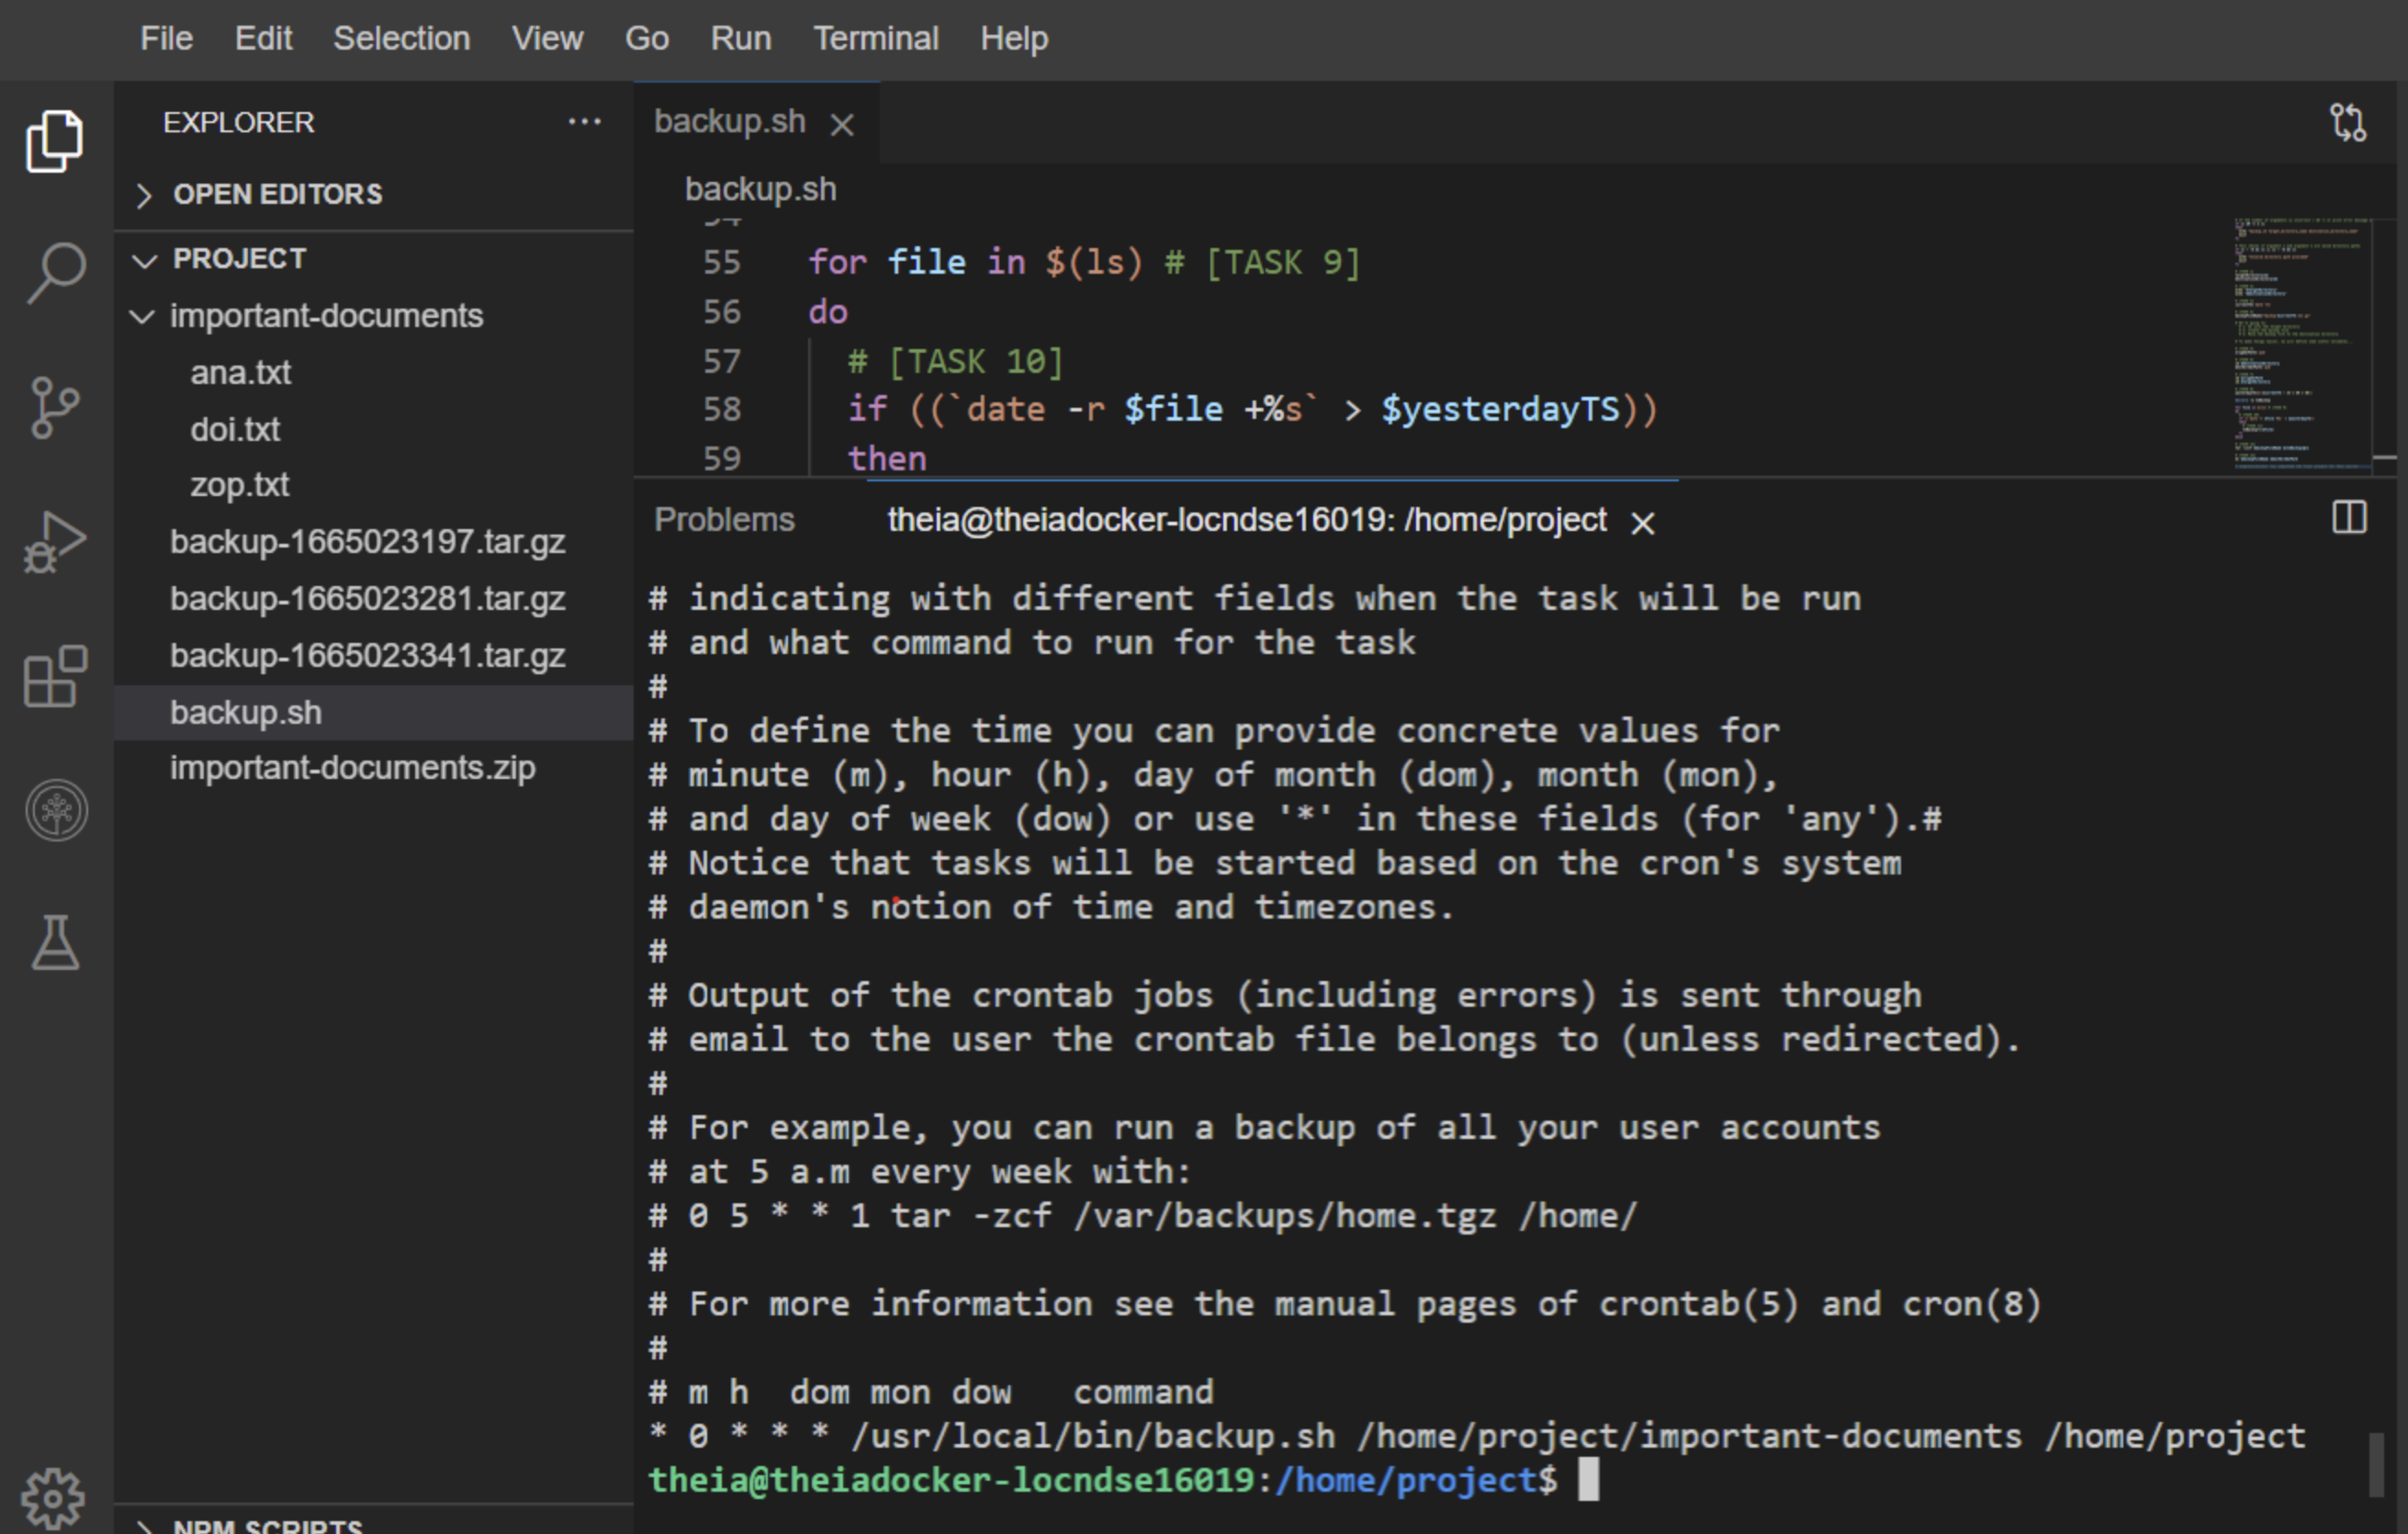 File Edit Selection View Go Run Terminal Help
EXPLORER ...
OPEN EDITORS
PROJECT
important-documents
ana.txt
doi.txt
zop.txt
backup-1665023197.tar.gz
backup-1665023281.tar.gz
backup-1665023341.tar.gz
backup.sh
important-documents.zip
NPM SCRIPTS
backup.sh
backup.sh
54
55 for file in $(ls) # [TASK 9]
56 do
57 # [TASK 10]
58 if ((`date -r $file +%s` > $yesterdayTS))
59 then
Problems theia@theiadocker-locndse16019: /home/project
# indicating with different fields when the task will be run
# and what command to run for the task
#
# To define the time you can provide concrete values for
# minute (m), hour (h), day of month (dom), month (mon),
# and day of week (dow) or use '*' in these fields (for 'any').#
# Notice that tasks will be started based on the cron's system
# daemon's notion of time and timezones.
#
# Output of the crontab jobs (including errors) is sent through
# email to the user the crontab file belongs to (unless redirected).
#
# For example, you can run a backup of all your user accounts
# at 5 a.m every week with:
# 0 5 * * 1 tar -zcf /var/backups/home.tgz /home/
#
# For more information see the manual pages of crontab(5) and cron(8)
#
# m h  dom mon dow   command
* 0 * * * /usr/local/bin/backup.sh /home/project/important-documents /home/project
theia@theiadocker-locndse16019:/home/project$